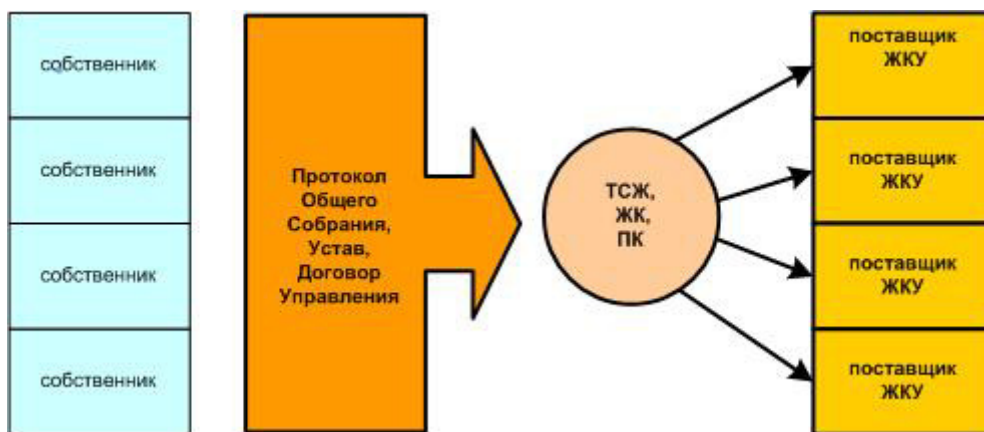 собственник
собственник
собственник
собственник
Протокол
Общего
Собрания,
Устав,
Договор
Управления
ТСЖ,
ЖК,
ПК
поставщик
ЖКУ
поставщик
ЖКУ
поставщик
ЖКУ
поставщик
ЖКУ